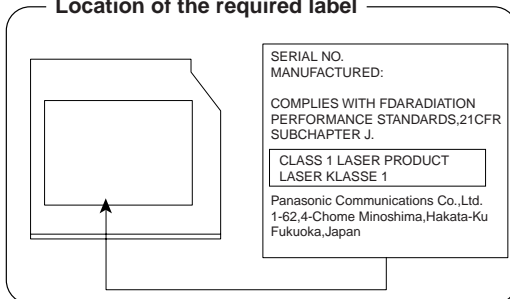 Location of the required label
SERIAL NO.
MANUFACTURED:
COMPLIES WITH FDARADIATION
PERFORMANCE STANDARDS,21CFR
SUBCHAPTER J.
CLASS 1 LASER PRODUCT
LASER KLASSE 1
Panasonic Communications Co.,Ltd.
1-62,4-Chome Minoshima,Hakata-Ku
Fukuoka,Japan